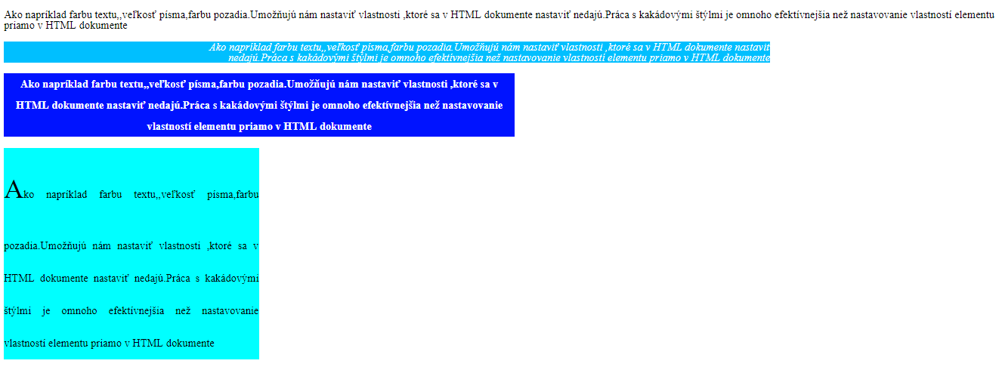 Ako napríklad farbu textu,,veľkosť písma,farbu pozadia.Umožňujú nám nastaviť vlastnosti ,ktoré sa v HTML dokumente nastaviť nedajú.Práca s kakádovými štýlmi je omnoho efektívnejšia než nastavovanie vlastností elementu
priamo v HTML dokumente
Ako napríklad farbu textu,,veľkosť písma,farbu pozadia.Umožňujú nám nastaviť vlastnosti ,ktoré sa v HTML dokumente nastaviť
nedajú.Práca s kakádovými štýlmi je omnoho efektívnejšia než nastavovanie vlastností elementu priamo v HTML dokumente
Ako napríklad farbu textu,,veľkosť písma,farbu pozadia.Umožňujú nám nastaviť vlastnosti ,ktoré sa v
HTML dokumente nastaviť nedajú.Práca s kakádovými štýlmi je omnoho efektívnejšia než nastavovanie
vlastností elementu priamo v HTML dokumente
Ako napríklad farbu textu,,veľkosť písma,farbu
pozadia.Umožňujú nám nastaviť vlastnosti ,ktoré sa v
HTML dokumente nastaviť nedajú.Práca s kakádovými
štýlmi je omnoho efektívnejšia než nastavovanie
vlastností elementu priamo v HTML dokumente